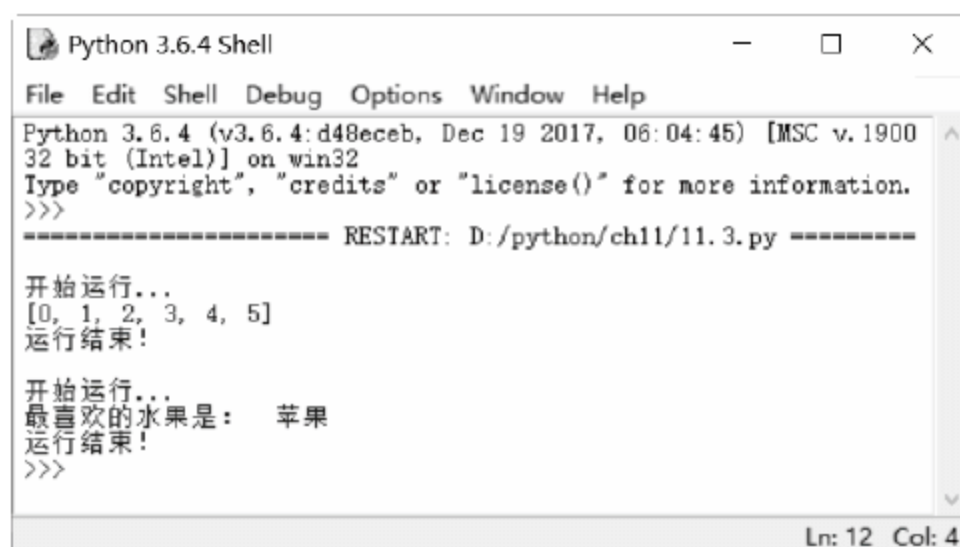 Python 3.6.4 Shell
File Edit Shell Debug Options Window Help
Python 3.6.4 (v3.6.4:d48eceb, Dec 19 2017, 06:04:45) [MSC v.1900
32 bit (Intel)] on win32
Type "copyright", "credits" or "license()" for more information.
>>>
====================== RESTART: D:/python/ch11/11.3.py =========
开始运行...
[0, 1, 2, 3, 4, 5]
运行结束!
开始运行...
最喜欢的水果是： 苹果
运行结束!
>>>
Ln: 12 Col: 4